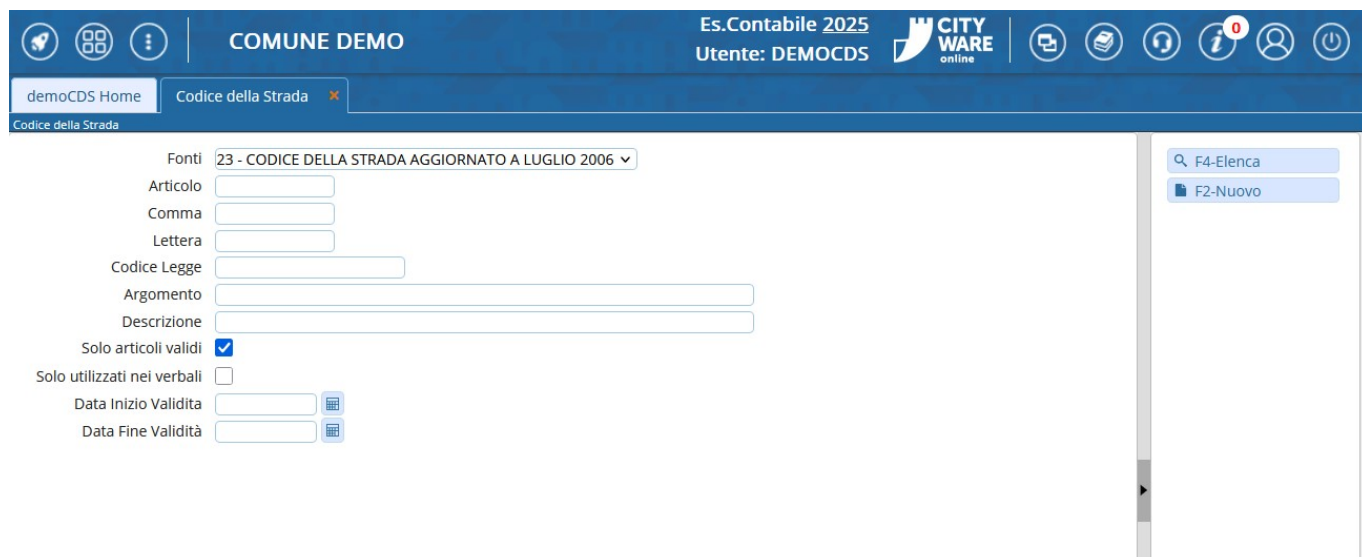 COMUNE DEMO
Es.Contabile 2025
Utente: DEMOCDS
CITY
WARE
online
i
0
demoCDS Home
Codice della Strada
Codice della Strada
Fonti 23 - CODICE DELLA STRADA AGGIORNATO A LUGLIO 2006
Articolo
Comma
Lettera
Codice Legge
Argomento
Descrizione
Solo articoli validi
Solo utilizzati nei verbali
Data Inizio Validita
Data Fine Validità
F4-Elenca
F2-Nuovo